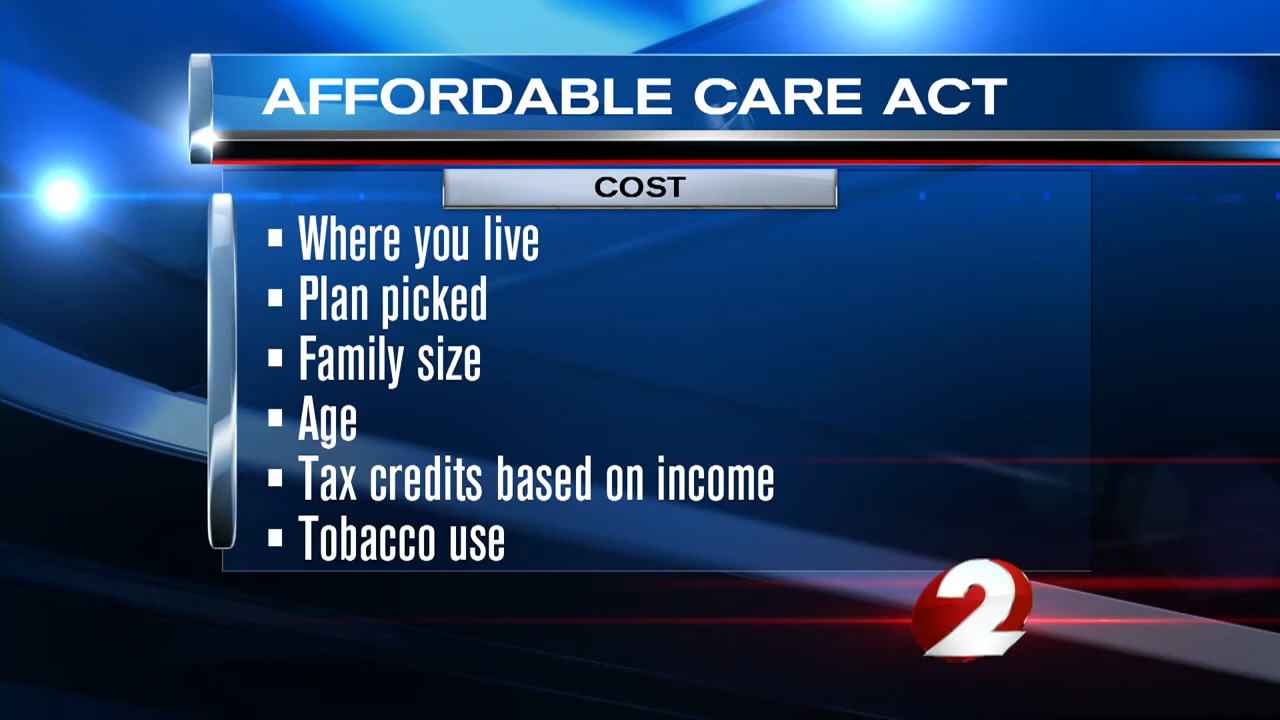 AFFORDABLE CARE ACT
COST
▪ Where you live
▪ Plan picked
▪ Family size
▪ Age
▪ Tax credits based on income
▪ Tobacco use
2